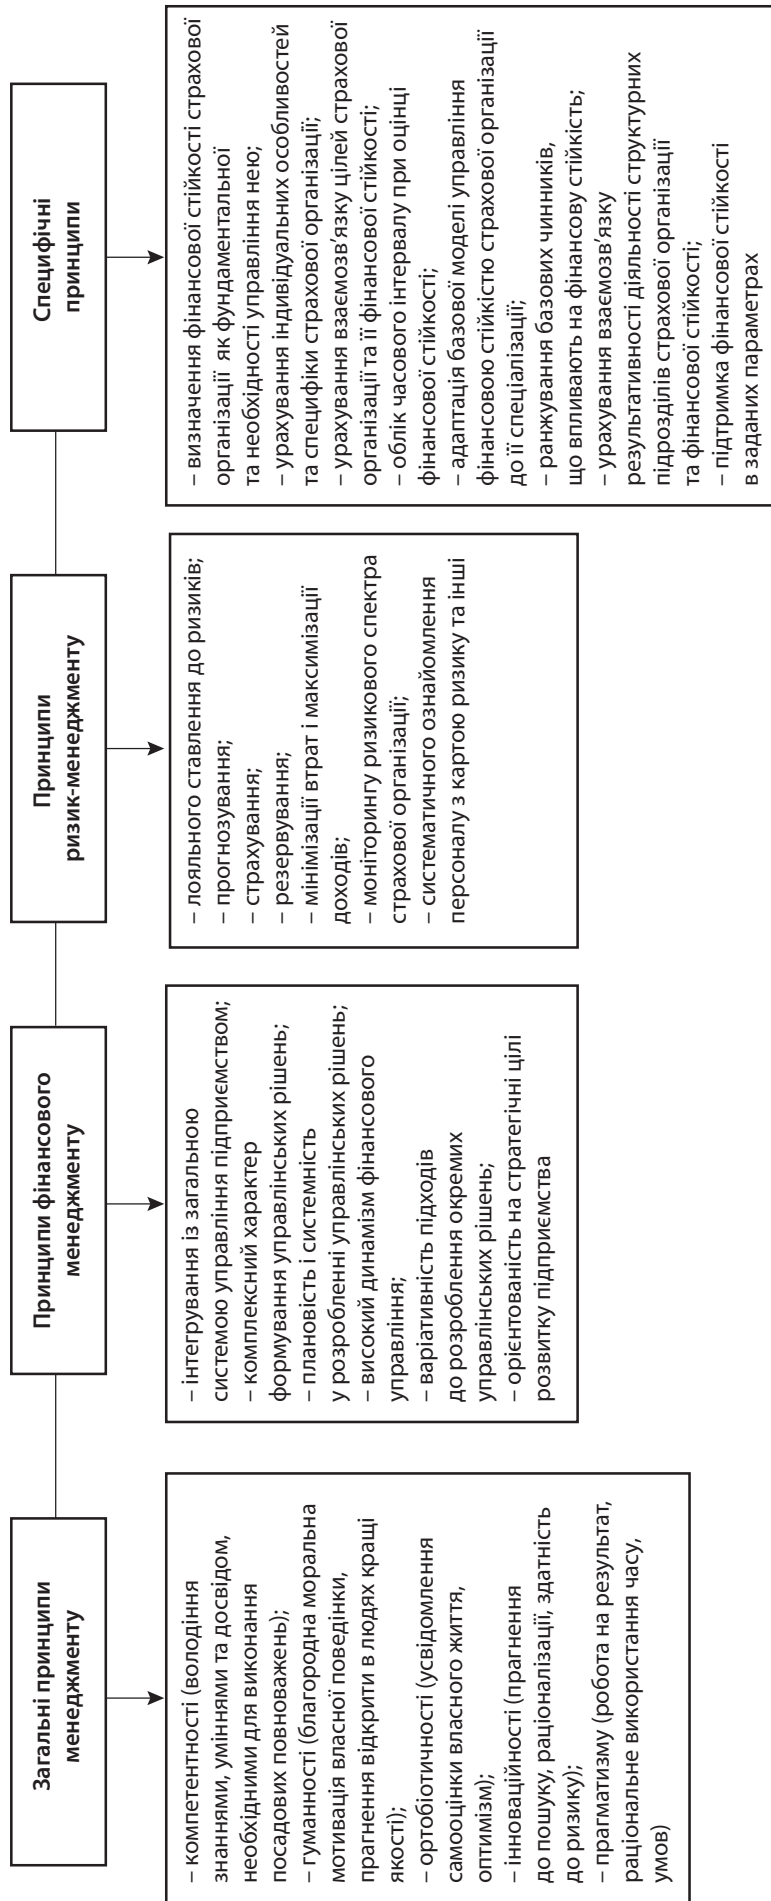 Загальні принципи
менеджменту
– компетентності (володіння
знаннями, уміннями та досвідом,
необхідними для виконання
посадових повноважень);
– гуманності (благородна моральна
мотивація власної поведінки,
прагнення відкрити в людях кращі
якості);
– ортобіотичності (усвідомлення
самооцінки власного життя,
оптимізм);
– інноваційності (прагнення
до пошуку, раціоналізації, здатність
до ризику);
– прагматизму (робота на результат,
раціональне використання часу,
умов)
Принципи фінансового
менеджменту
– інтегрування із загальною
системою управління підприємством;
– комплексний характер
формування управлінських рішень;
– плановість і системність
у розробленні управлінських рішень;
– високий динамізм фінансового
управління;
– варіативність підходів
до розроблення окремих
управлінських рішень;
– орієнтованість на стратегічні цілі
розвитку підприємства
Принципи
ризик-менеджменту
– лояльного ставлення до ризиків;
– прогнозування;
– страхування;
– резервування;
– мінімізації втрат і максимізації
доходів;
– моніторингу ризикового спектра
страхової організації;
– систематичного ознайомлення
персоналу з картою ризику та інші
Специфічні
принципи
– визначення фінансової стійкості страхової
організації як фундаментальної
та необхідності управління нею;
– урахування індивідуальних особливостей
та специфіки страхової організації;
– урахування взаємозв'язку цілей страхової
організації та її фінансової стійкості;
– облік часового інтервалу при оцінці
фінансової стійкості;
– адаптація базової моделі управління
фінансовою стійкістю страхової організації
до її спеціалізації;
– ранжування базових чинників,
що впливають на фінансову стійкість;
– урахування взаємозв'язку
результативності діяльності структурних
підрозділів страхової організації
та фінансової стійкості;
– підтримка фінансової стійкості
в заданих параметрах